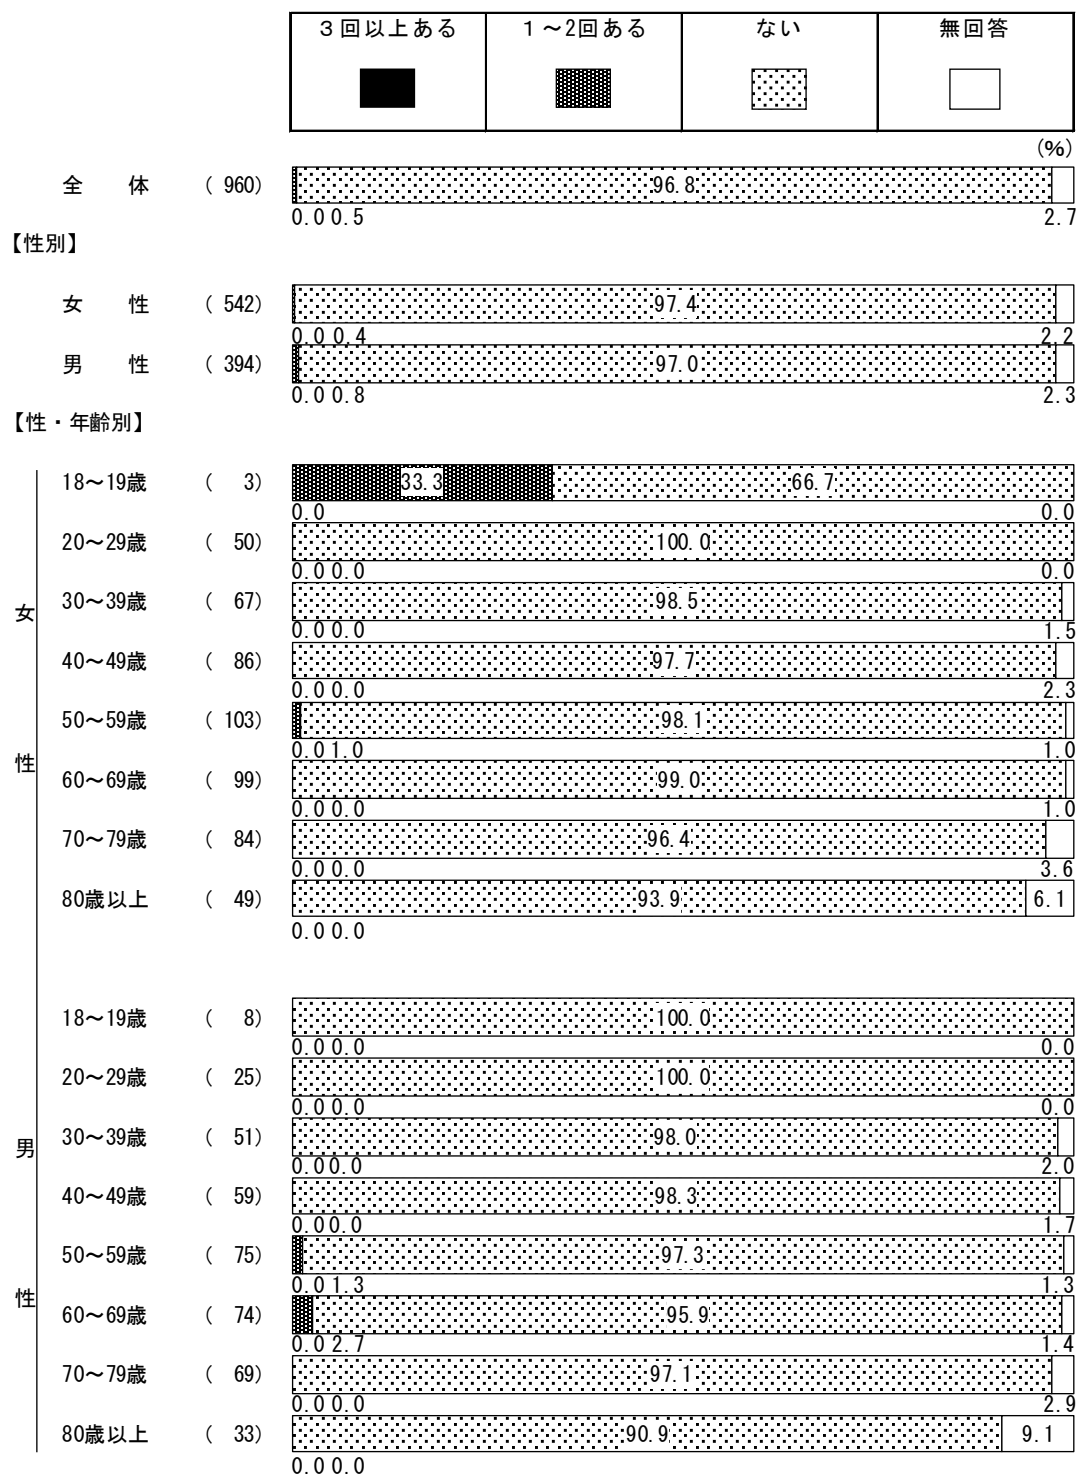 ３回以上ある １～2回ある ない 無回答
(%)
全 体 ( 960) 96.8
0.0 0.5 2.7
【性別】
女 性 ( 542) 97.4
0.0 0.4 2.2
男 性 ( 394) 97.0
0.0 0.8 2.3
【性・年齢別】
女性
18～19歳 ( 3) 33.3 66.7
0.0 0.0
20～29歳 ( 50) 100.0
0.0 0.0 0.0
30～39歳 ( 67) 98.5
0.0 0.0 1.5
40～49歳 ( 86) 97.7
0.0 0.0 2.3
50～59歳 ( 103) 98.1
0.0 1.0 1.0
60～69歳 ( 99) 99.0
0.0 0.0 1.0
70～79歳 ( 84) 96.4
0.0 0.0 3.6
80歳以上 ( 49) 93.9 6.1
0.0 0.0
男性
18～19歳 ( 8) 100.0
0.0 0.0 0.0
20～29歳 ( 25) 100.0
0.0 0.0 0.0
30～39歳 ( 51) 98.0
0.0 0.0 2.0
40～49歳 ( 59) 98.3
0.0 0.0 1.7
50～59歳 ( 75) 97.3
0.0 1.3 1.3
60～69歳 ( 74) 95.9
0.0 2.7 1.4
70～79歳 ( 69) 97.1
0.0 0.0 2.9
80歳以上 ( 33) 90.9 9.1
0.0 0.0